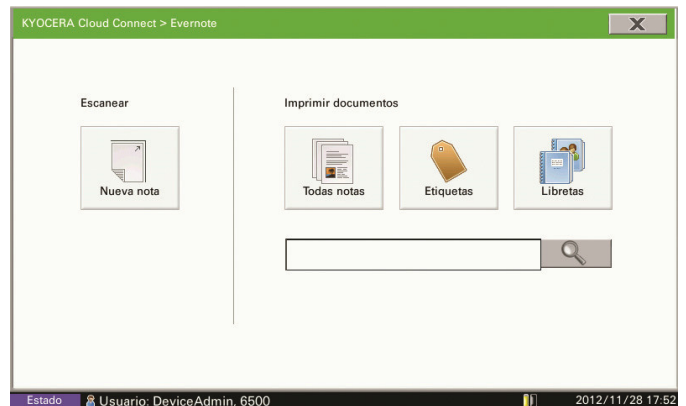 KYOCERA Cloud Connect > Evernote
X
Escanear
Imprimir documentos
Nueva nota
Todas notas
Etiquetas
Libretas
Estado
Usuario: DeviceAdmin, 6500
2012/11/28 17:52